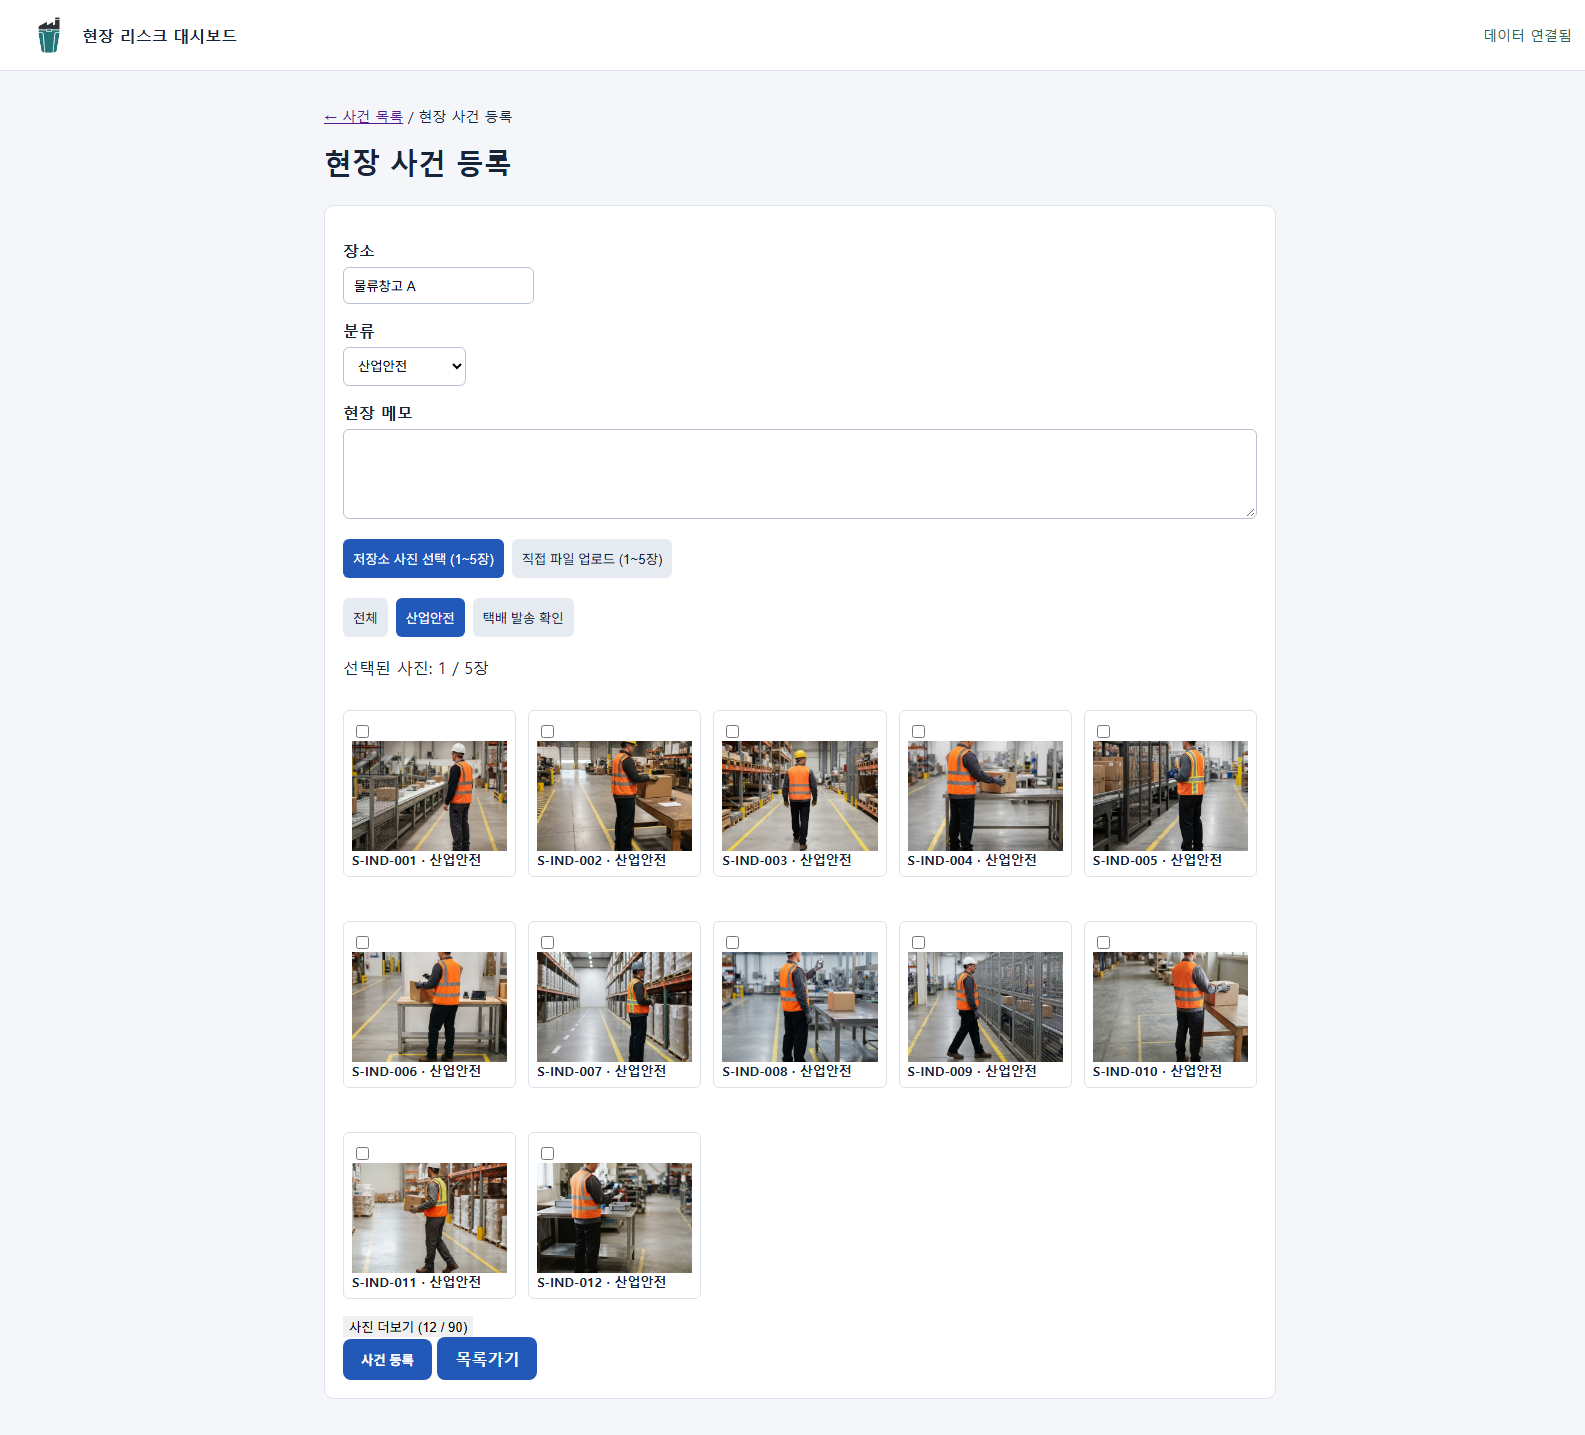 현장 리스크 대시보드
데이터 연결됨
← 사건 목록 / 현장 사건 등록
현장 사건 등록
장소
물류창고 A
분류
산업안전
현장 메모
저장소 사진 선택 (1~5장) 직접 파일 업로드 (1~5장)
전체 산업안전 택배 발송 확인
선택된 사진: 1 / 5장
S-IND-001 · 산업안전
S-IND-002 · 산업안전
S-IND-003 · 산업안전
S-IND-004 · 산업안전
S-IND-005 · 산업안전
S-IND-006 · 산업안전
S-IND-007 · 산업안전
S-IND-008 · 산업안전
S-IND-009 · 산업안전
S-IND-010 · 산업안전
S-IND-011 · 산업안전
S-IND-012 · 산업안전
사진 더보기 (12 / 90)
사건 등록 목록가기